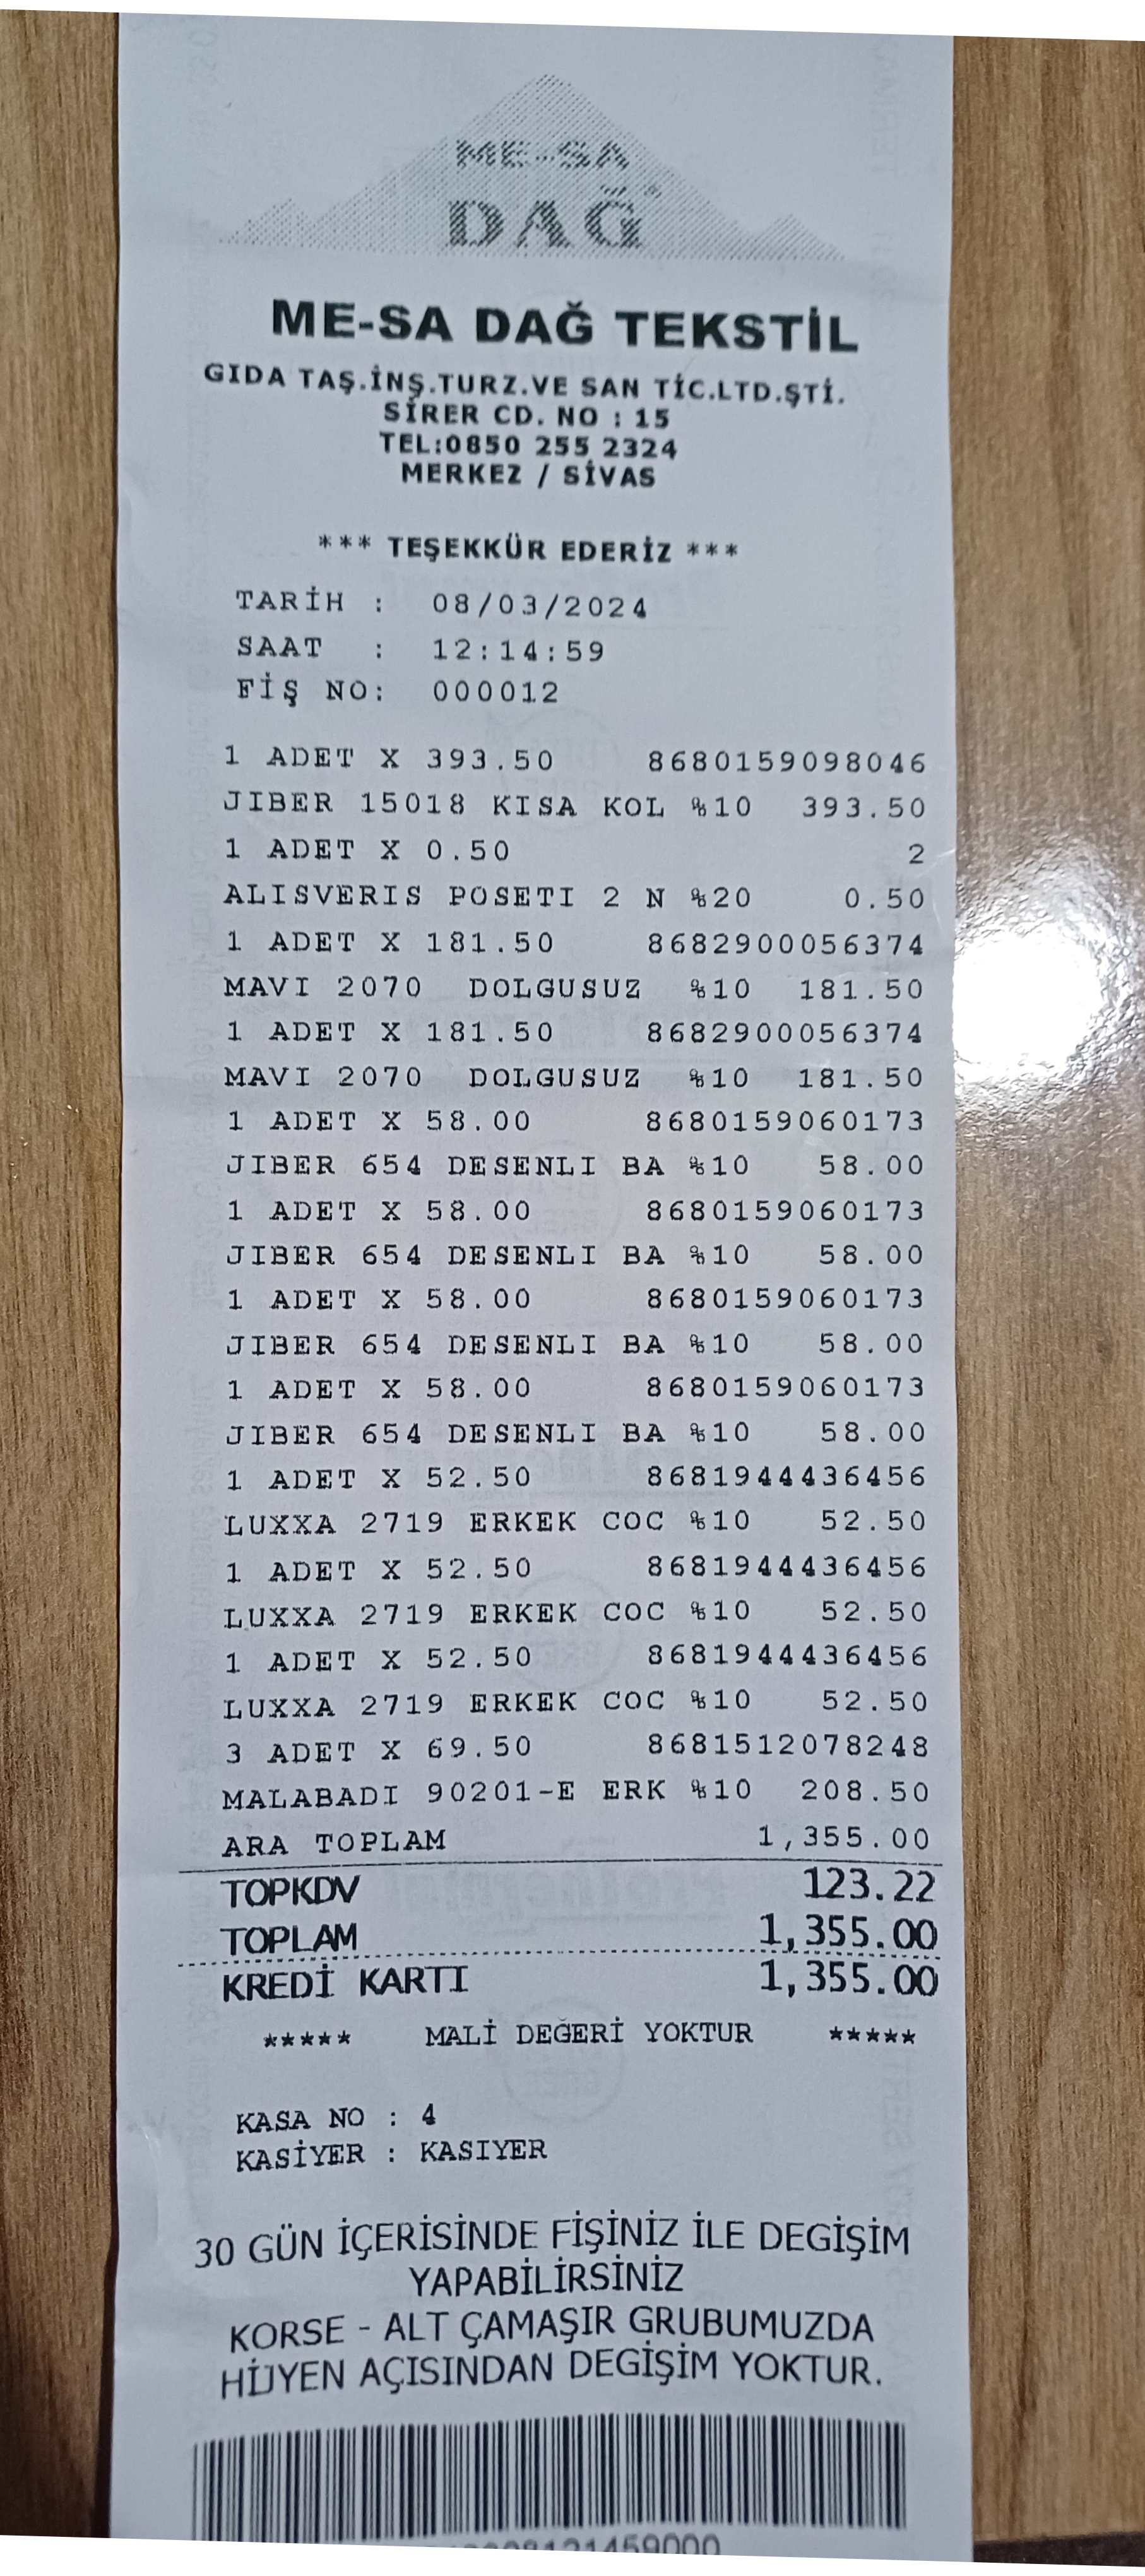 ME-SA
DAĞ
ME-SA DAĞ TEKSTİL
GIDA TAŞ.İNŞ.TURZ.VE SAN TİC.LTD.ŞTİ.
SİRER CD. NO : 15
TEL:0850 255 2324
MERKEZ / SİVAS
*** TEŞEKKÜR EDERİZ ***
TARİH : 08/03/2024
SAAT : 12:14:59
FİŞ NO: 000012
1 ADET X 393.50 8680159098046
JIBER 15018 KISA KOL %10 393.50
1 ADET X 0.50 2
ALISVERIS POSETI 2 N %20 0.50
1 ADET X 181.50 8682900056374
MAVI 2070 DOLGUSUZ %10 181.50
1 ADET X 181.50 8682900056374
MAVI 2070 DOLGUSUZ %10 181.50
1 ADET X 58.00 8680159060173
JIBER 654 DESENLI BA %10 58.00
1 ADET X 58.00 8680159060173
JIBER 654 DESENLI BA %10 58.00
1 ADET X 58.00 8680159060173
JIBER 654 DESENLI BA %10 58.00
1 ADET X 58.00 8680159060173
JIBER 654 DESENLI BA %10 58.00
1 ADET X 52.50 8681944436456
LUXXA 2719 ERKEK COC %10 52.50
1 ADET X 52.50 8681944436456
LUXXA 2719 ERKEK COC %10 52.50
1 ADET X 52.50 8681944436456
LUXXA 2719 ERKEK COC %10 52.50
3 ADET X 69.50 8681512078248
MALABADI 90201-E ERK %10 208.50
ARA TOPLAM 1,355.00
TOPKDV 123.22
TOPLAM 1,355.00
KREDİ KARTI 1,355.00
***** MALİ DEĞERİ YOKTUR *****
KASA NO : 4
KASİYER : KASIYER
30 GÜN İÇERİSİNDE FİŞİNİZ İLE DEGİŞİM
YAPABİLİRSİNİZ
KORSE - ALT ÇAMAŞIR GRUBUMUZDA
HİJYEN AÇISINDAN DEGİŞİM YOKTUR.